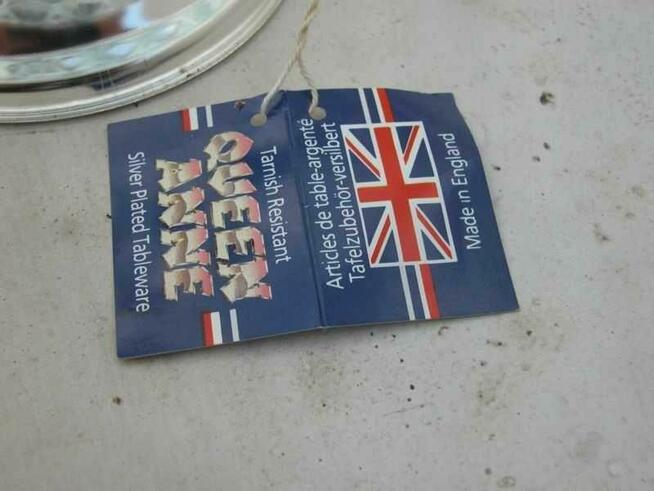 Tarnish Resistant
QUEEN
ANNE
Silver Plated Tableware
Articles de table-argenté
Tafelzubehör-versilbert
Made in England